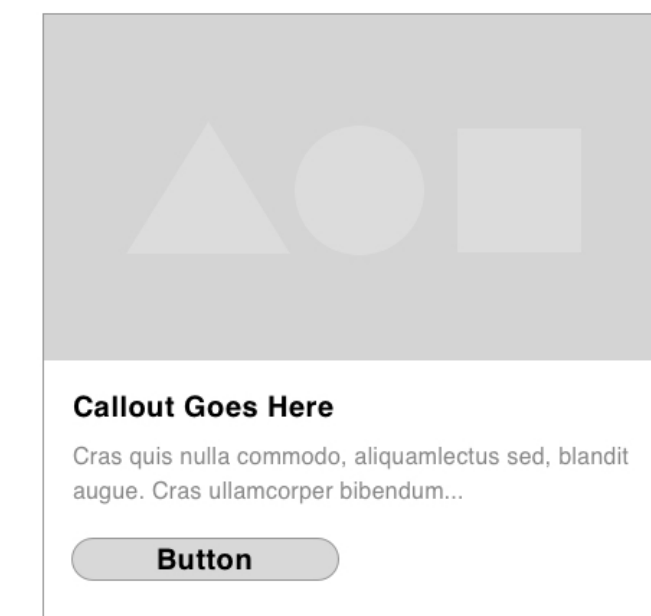 Callout Goes Here
Cras quis nulla commodo, aliquamlectus sed, blandit
augue. Cras ullamcorper bibendum...
Button